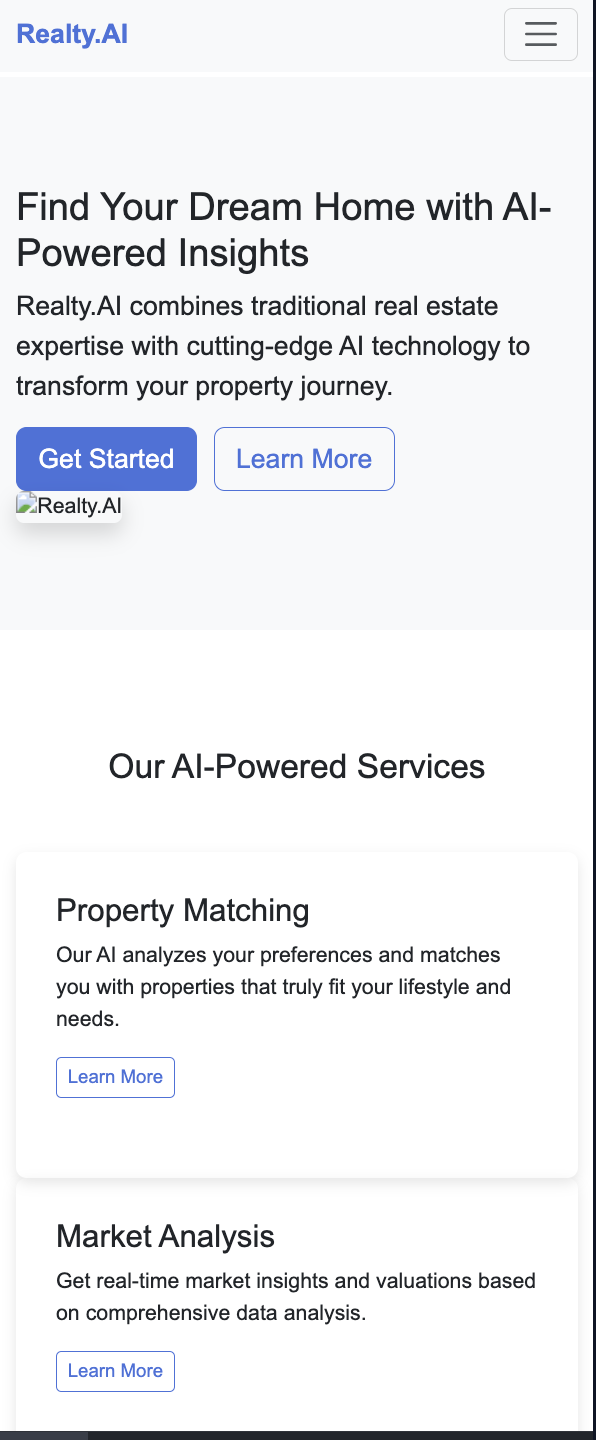 Realty.AI
Find Your Dream Home with AI-
Powered Insights
Realty.AI combines traditional real estate
expertise with cutting-edge AI technology to
transform your property journey.
Get Started
Learn More
Realty.AI
Our AI-Powered Services
Property Matching
Our AI analyzes your preferences and matches
you with properties that truly fit your lifestyle and
needs.
Learn More
Market Analysis
Get real-time market insights and valuations based
on comprehensive data analysis.
Learn More